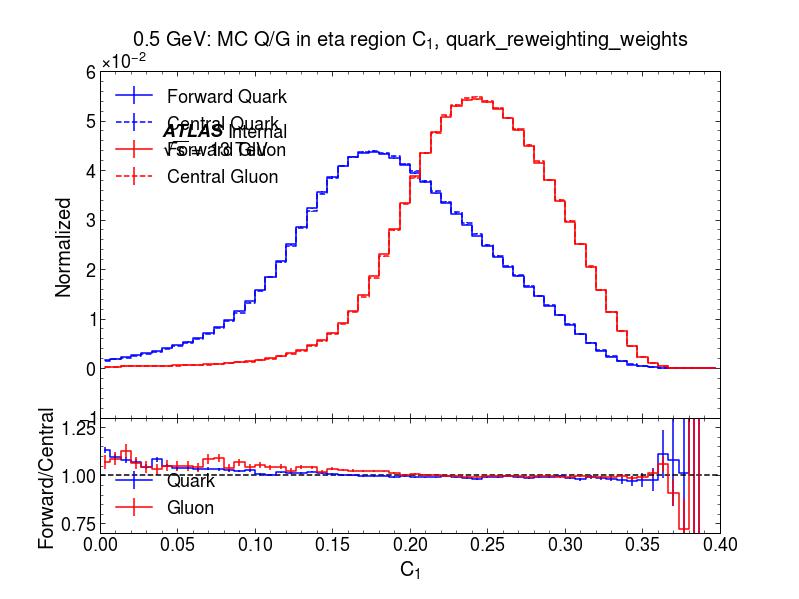 0.5 GeV: MC Q/G in eta region C₁, quark_reweighting_weights
×10⁻²
6
5
4
3
2
1
0
−1
Normalized
Forward Quark
Central Quark
ATLAS Internal
√s = 13 TeV
Forward Gluon
Central Gluon
1.25
1.00
0.75
Forward/Central
Quark
Gluon
0.00 0.05 0.10 0.15 0.20 0.25 0.30 0.35 0.40
C₁